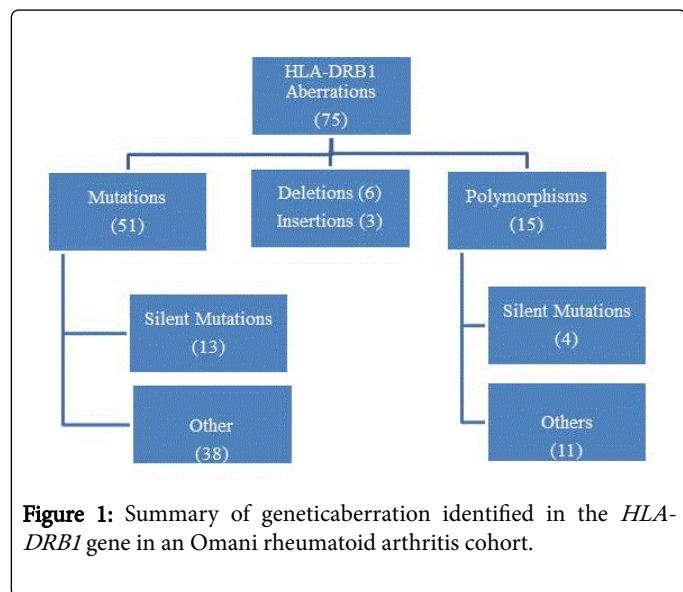 HLA-DRB1
Aberrations
(75)
Mutations
(51)
Deletions (6)
Insertions (3)
Polymorphisms
(15)
Silent Mutations
(13)
Silent Mutations
(4)
Other
(38)
Others
(11)
Figure 1: Summary of geneticaberration identified in the HLA-
DRB1 gene in an Omani rheumatoid arthritis cohort.